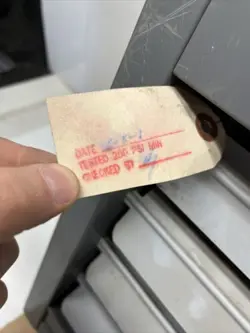 DATE
TESTED 200 PSI MIN
CHECKED BY